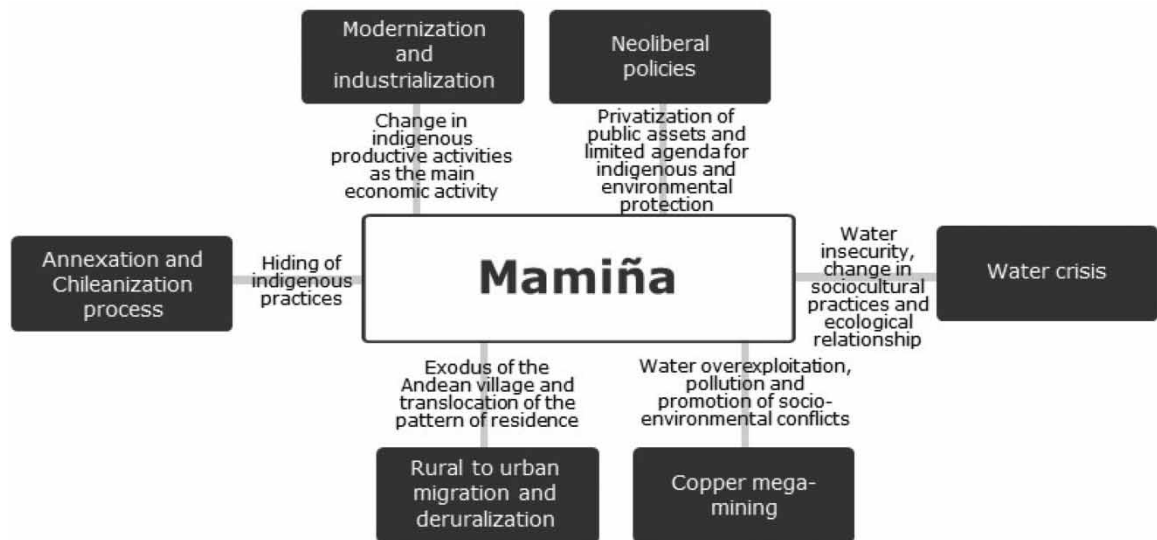 Modernization
and
industrialization
Neoliberal
policies
Change in
indigenous
productive activities
as the main
economic activity
Privatization of
public assets and
limited agenda for
indigenous and
environmental
protection
Annexation and
Chileanization
process
Hiding of
indigenous
practices
Mamiña
Water
insecurity,
change in
sociocultural
practices and
ecological
relationship
Water crisis
Exodus of the
Andean village and
translocation of the
pattern of residence
Water overexploitation,
pollution and
promotion of socio-
environmental conflicts
Rural to urban
migration and
deruralization
Copper mega-
mining